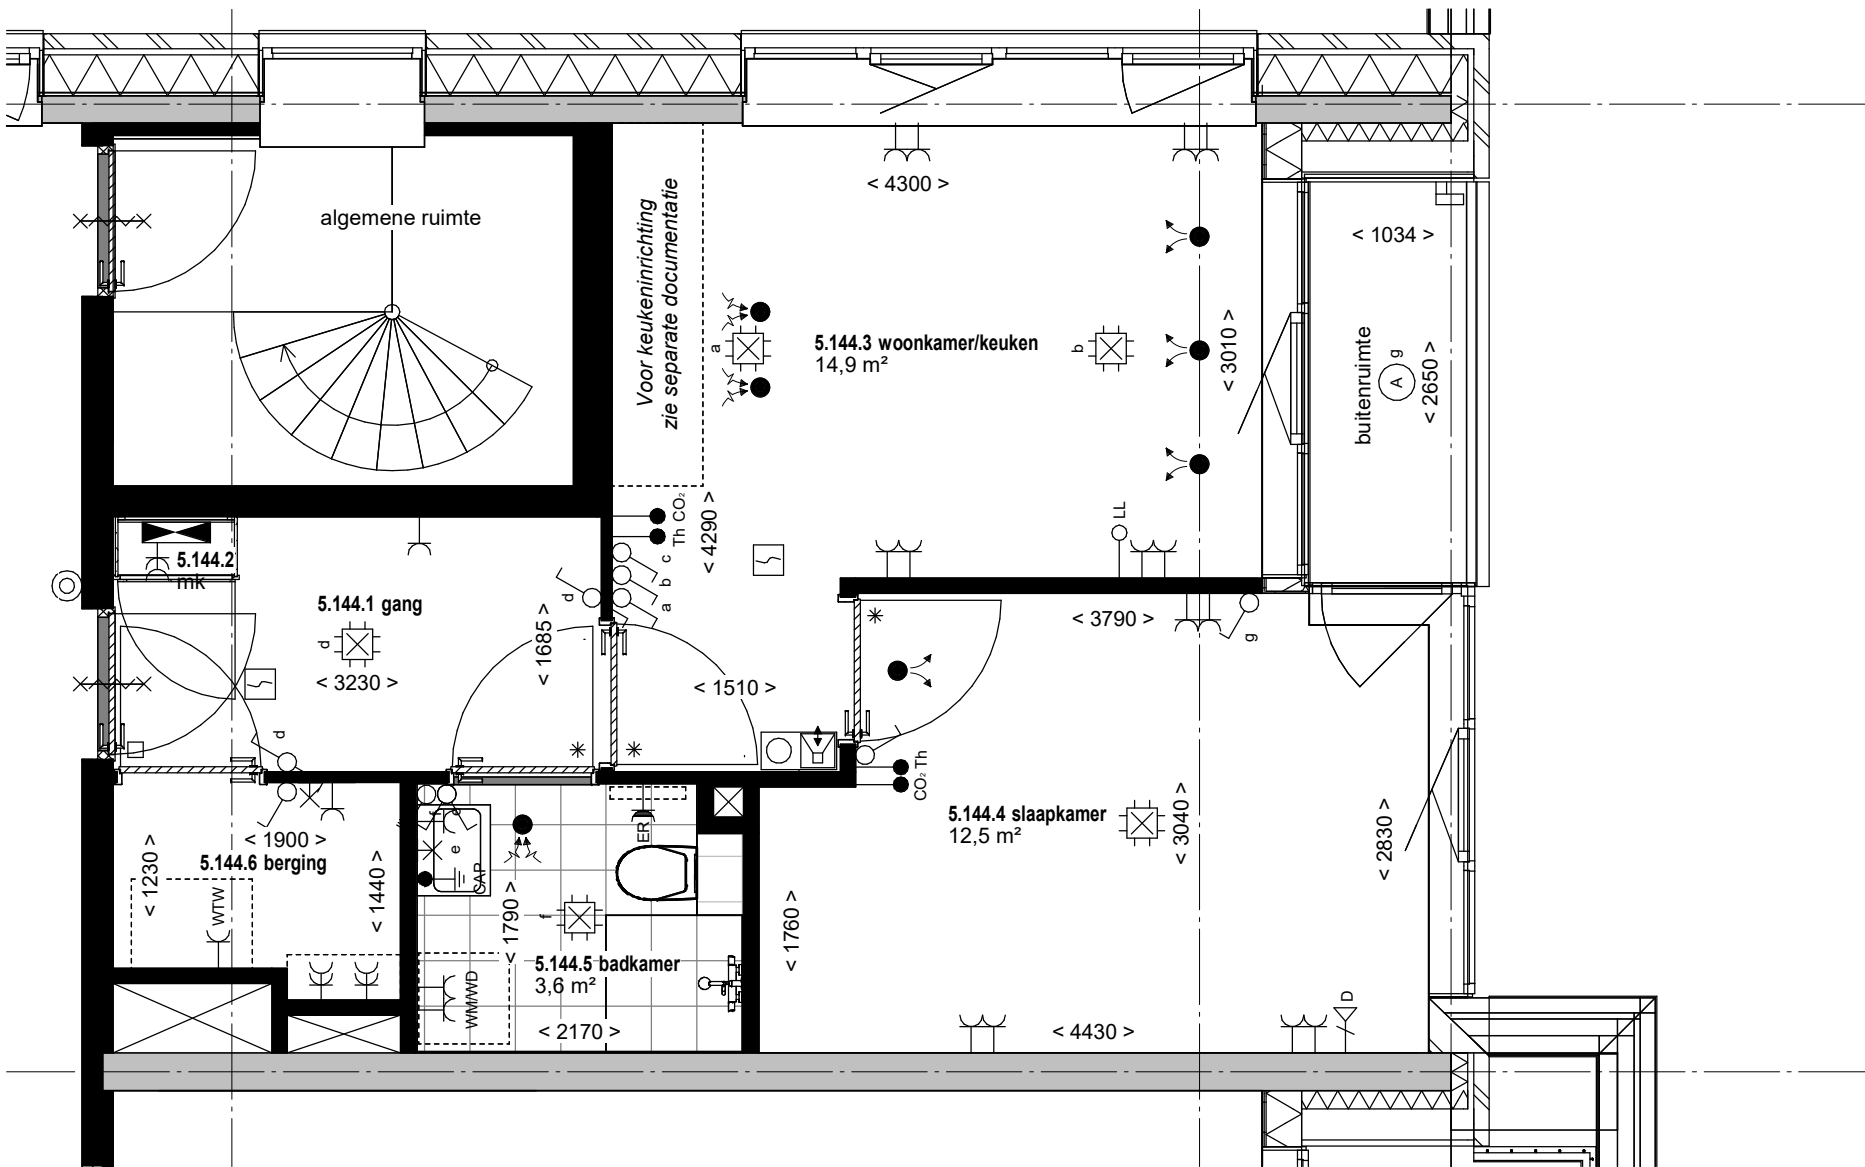 algemene ruimte
Voor keukeninrichting
zie separate documentatie
< 4300 >
< 1034 >
a
5.144.3 woonkamer/keuken
14,9 m²
b
< 3010 >
buitenruimte
A
g
< 2650 >
Th CO₂
< 4290 >
LL
c
b
a
5.144.2
mk
5.144.1 gang
d
< 3230 >
d
< 1685 >
< 1510 >
< 3790 >
g
d
CO₂ Th
5.144.4 slaapkamer
12,5 m²
< 3040 >
< 2830 >
< 1900 >
5.144.6 berging
< 1230 >
< 1440 >
WTW
f
e
e
CAP
ER
< 1790 >
f
5.144.5 badkamer
3,6 m²
WM/WD
< 2170 >
< 1760 >
< 4430 >
D